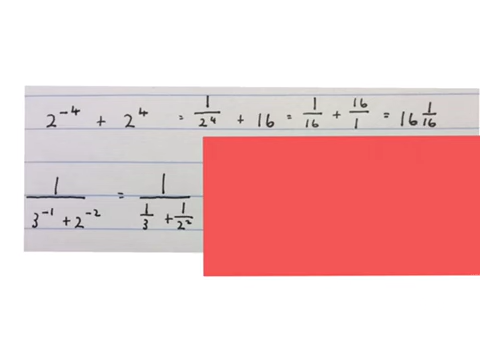 2⁻⁴ + 2⁴ = 1/2⁴ + 16 = 1/16 + 16/1 = 16 1/16
1/(3⁻¹ + 2⁻²) = 1/(1/3 + 1/2²)